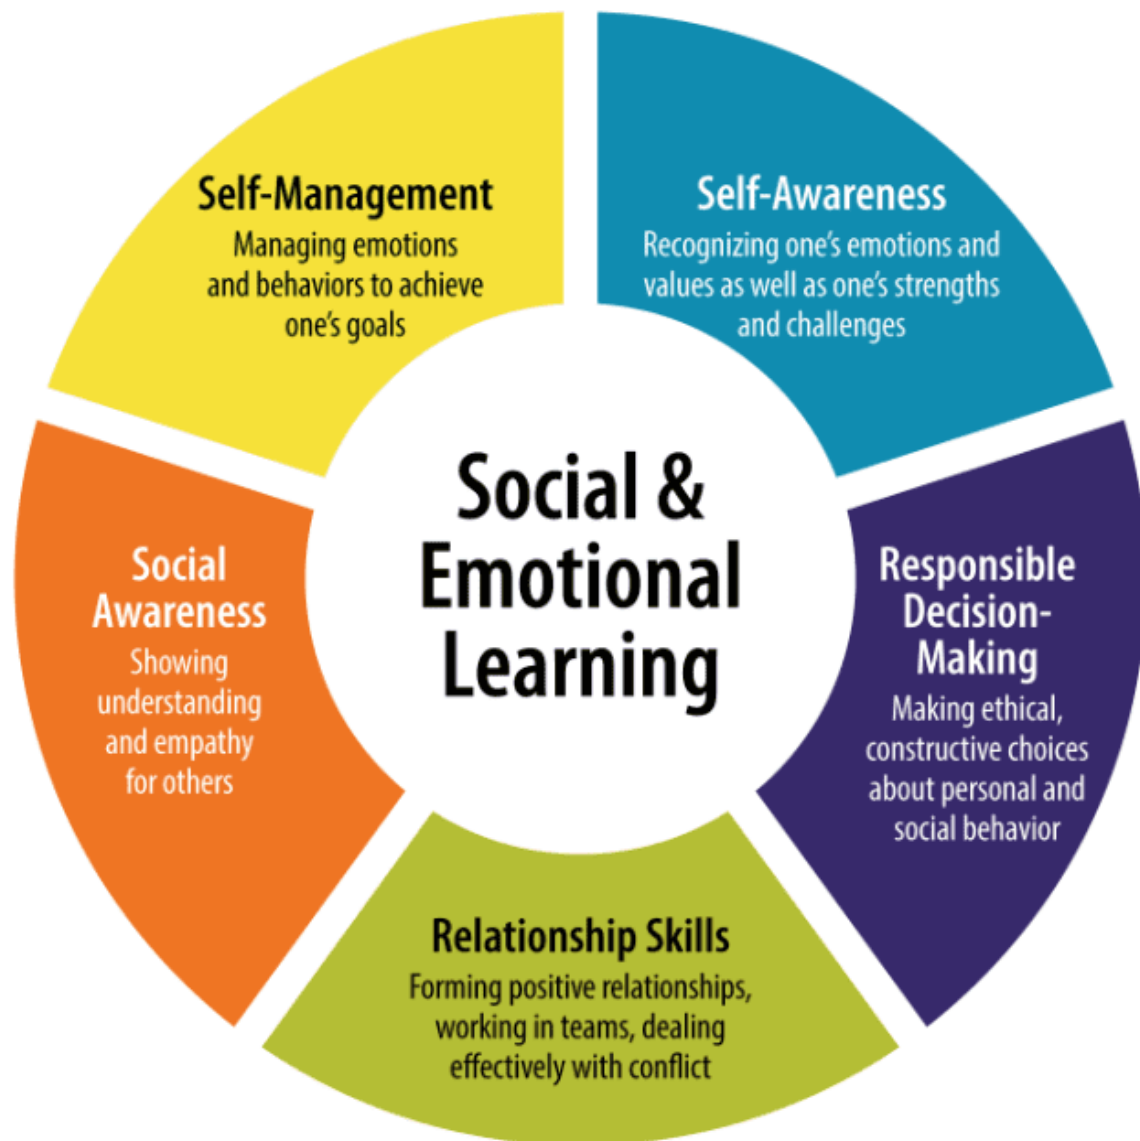 Self-Management
Managing emotions
and behaviors to achieve
one's goals
Self-Awareness
Recognizing one's emotions and
values as well as one's strengths
and challenges
Social &
Emotional
Learning
Social
Awareness
Showing
understanding
and empathy
for others
Responsible
Decision-
Making
Making ethical,
constructive choices
about personal and
social behavior
Relationship Skills
Forming positive relationships,
working in teams, dealing
effectively with conflict